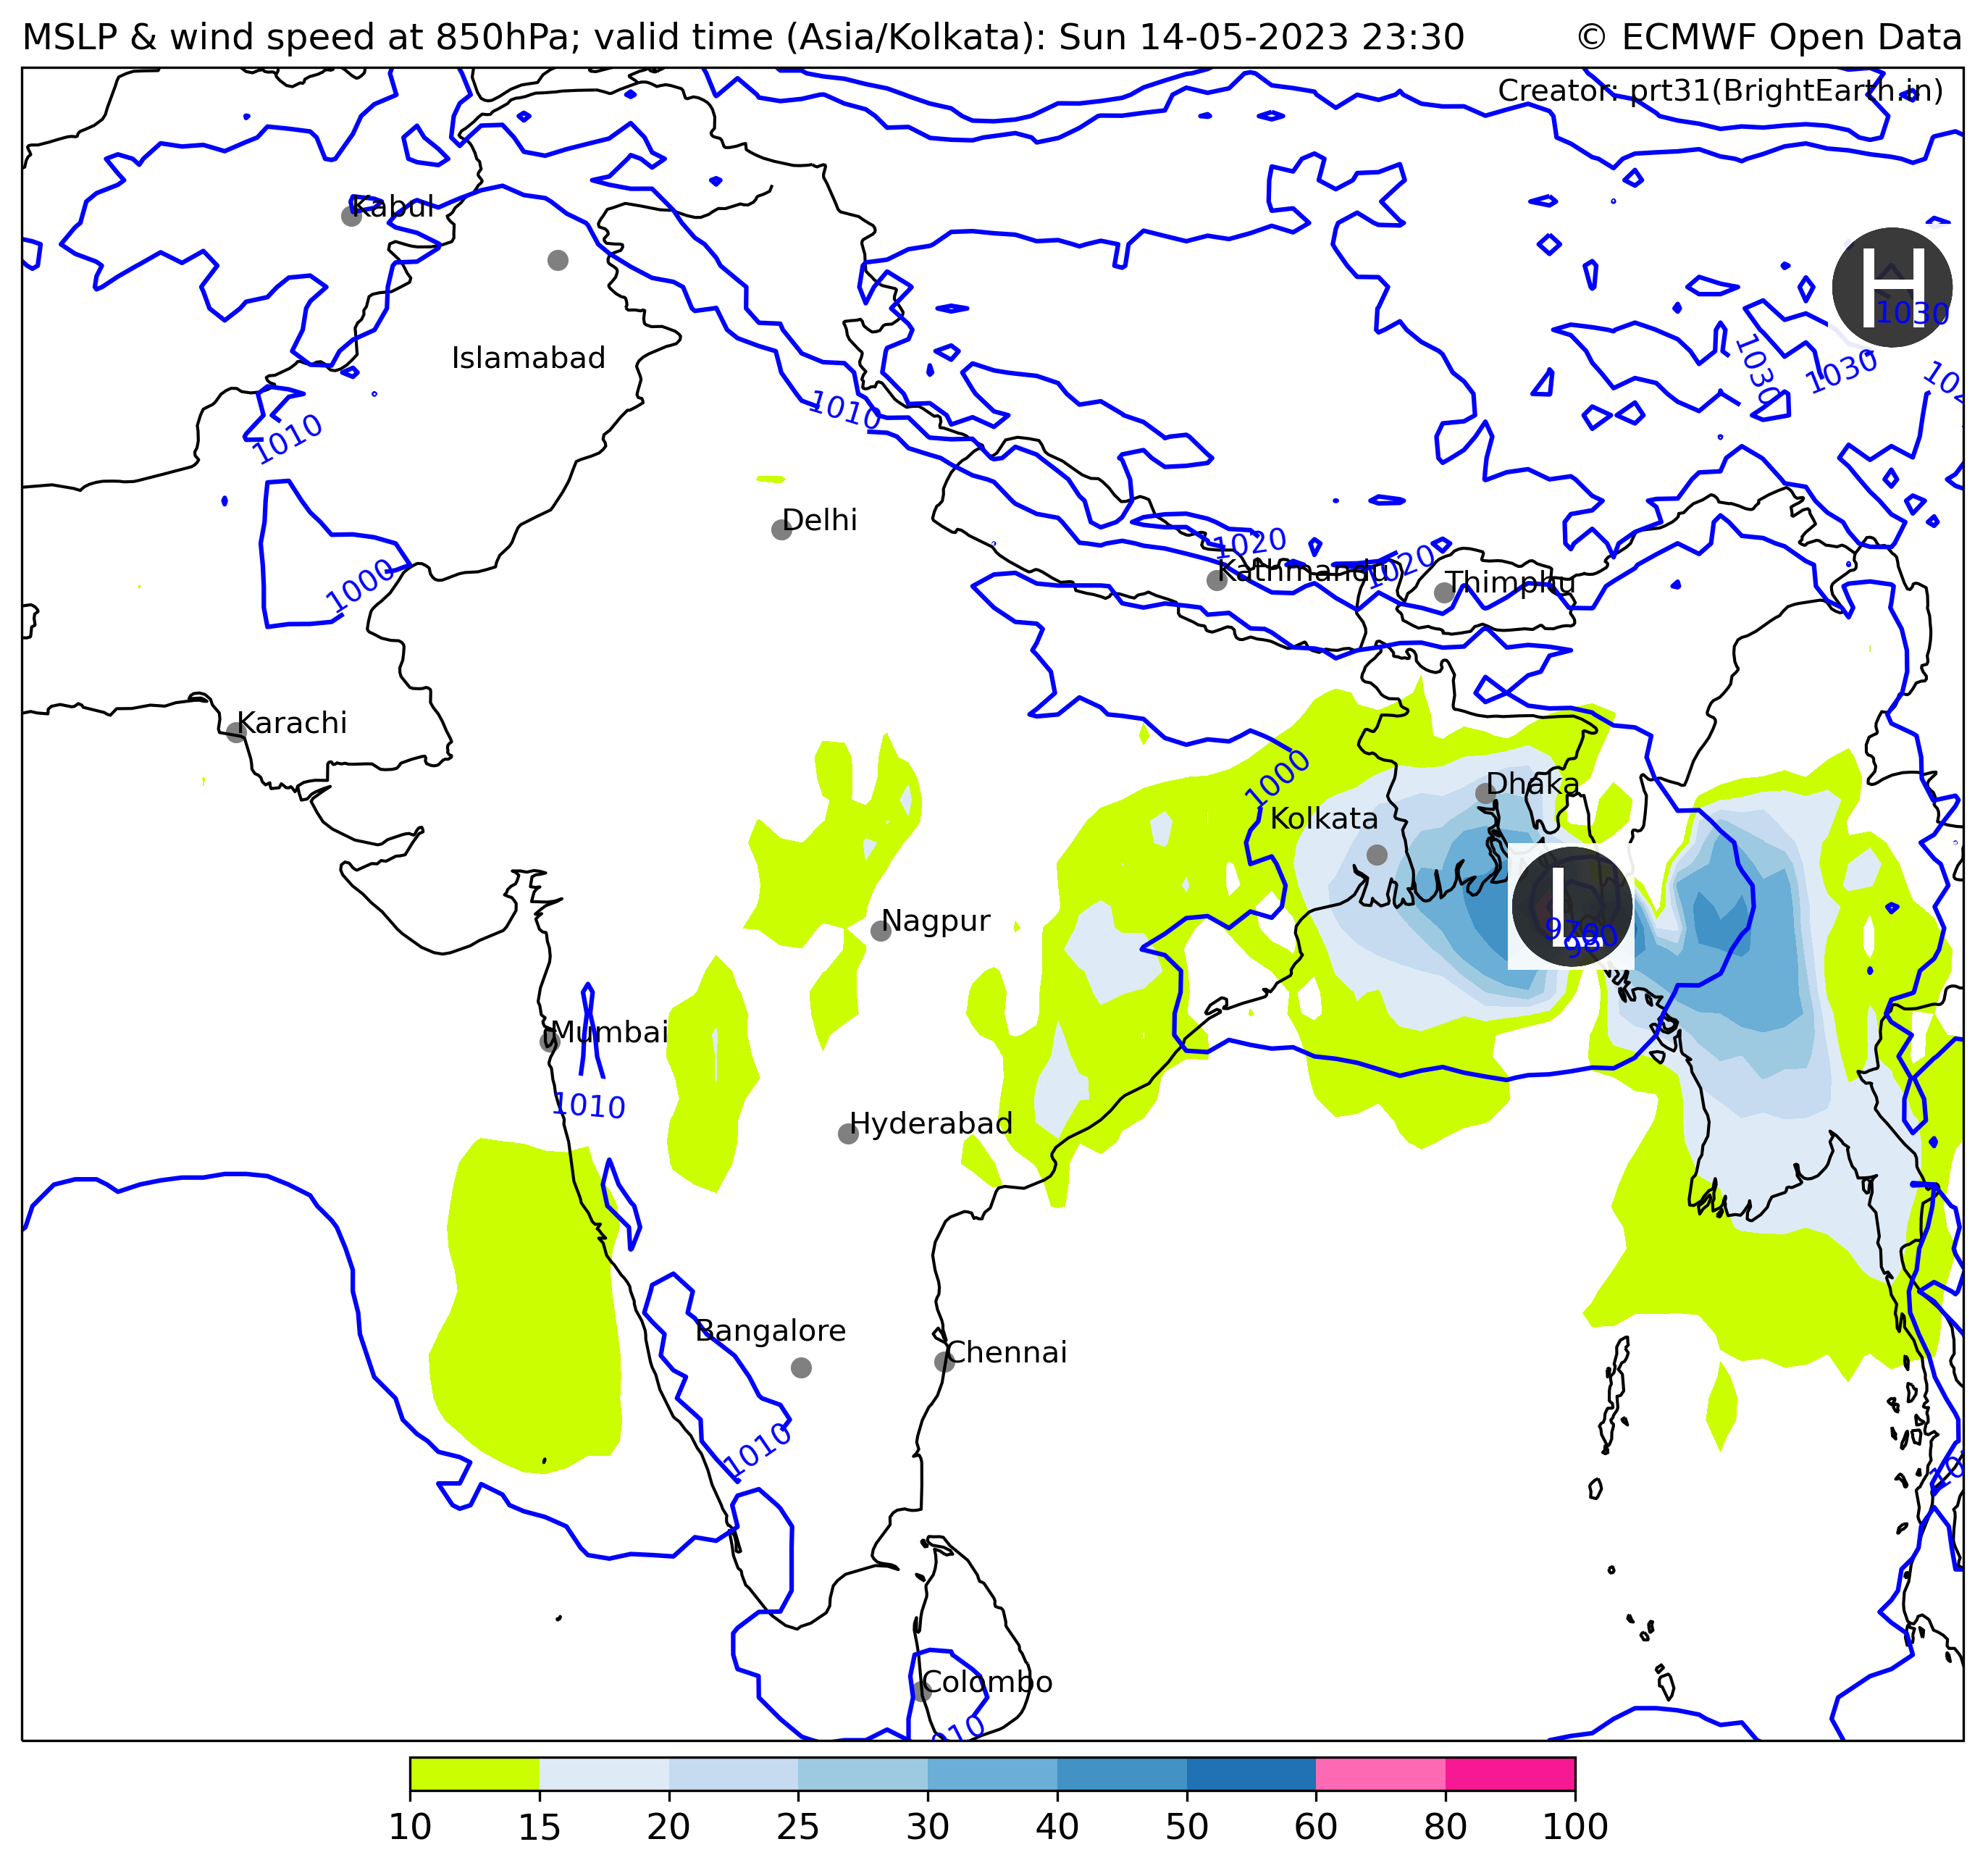 MSLP & wind speed at 850hPa; valid time (Asia/Kolkata): Sun 14-05-2023 23:30
© ECMWF Open Data
Creator: prt31(BrightEarth.in)
Kabul
H
1030
1030
1030
Islamabad
1010
1010
Delhi
1020
1020
Kathmandu
Thimphu
1000
Karachi
1000
Dhaka
Kolkata
L
970
980
Nagpur
Mumbai
1010
Hyderabad
Bangalore
Chennai
1010
Colombo
10 15 20 25 30 40 50 60 80 100